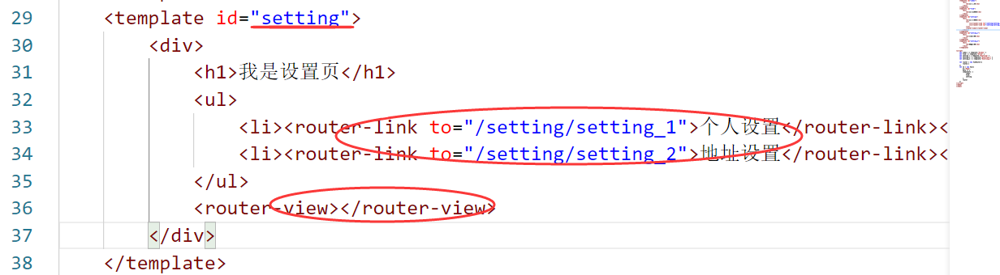 29 <template id="setting">
30 <div>
31 <h1>我是设置页</h1>
32 <ul>
33 <li><router-link to="/setting/setting_1">个人设置</router-link><
34 <li><router-link to="/setting/setting_2">地址设置</router-link><
35 </ul>
36 <router-view></router-view>
37 </div>
38 </template>